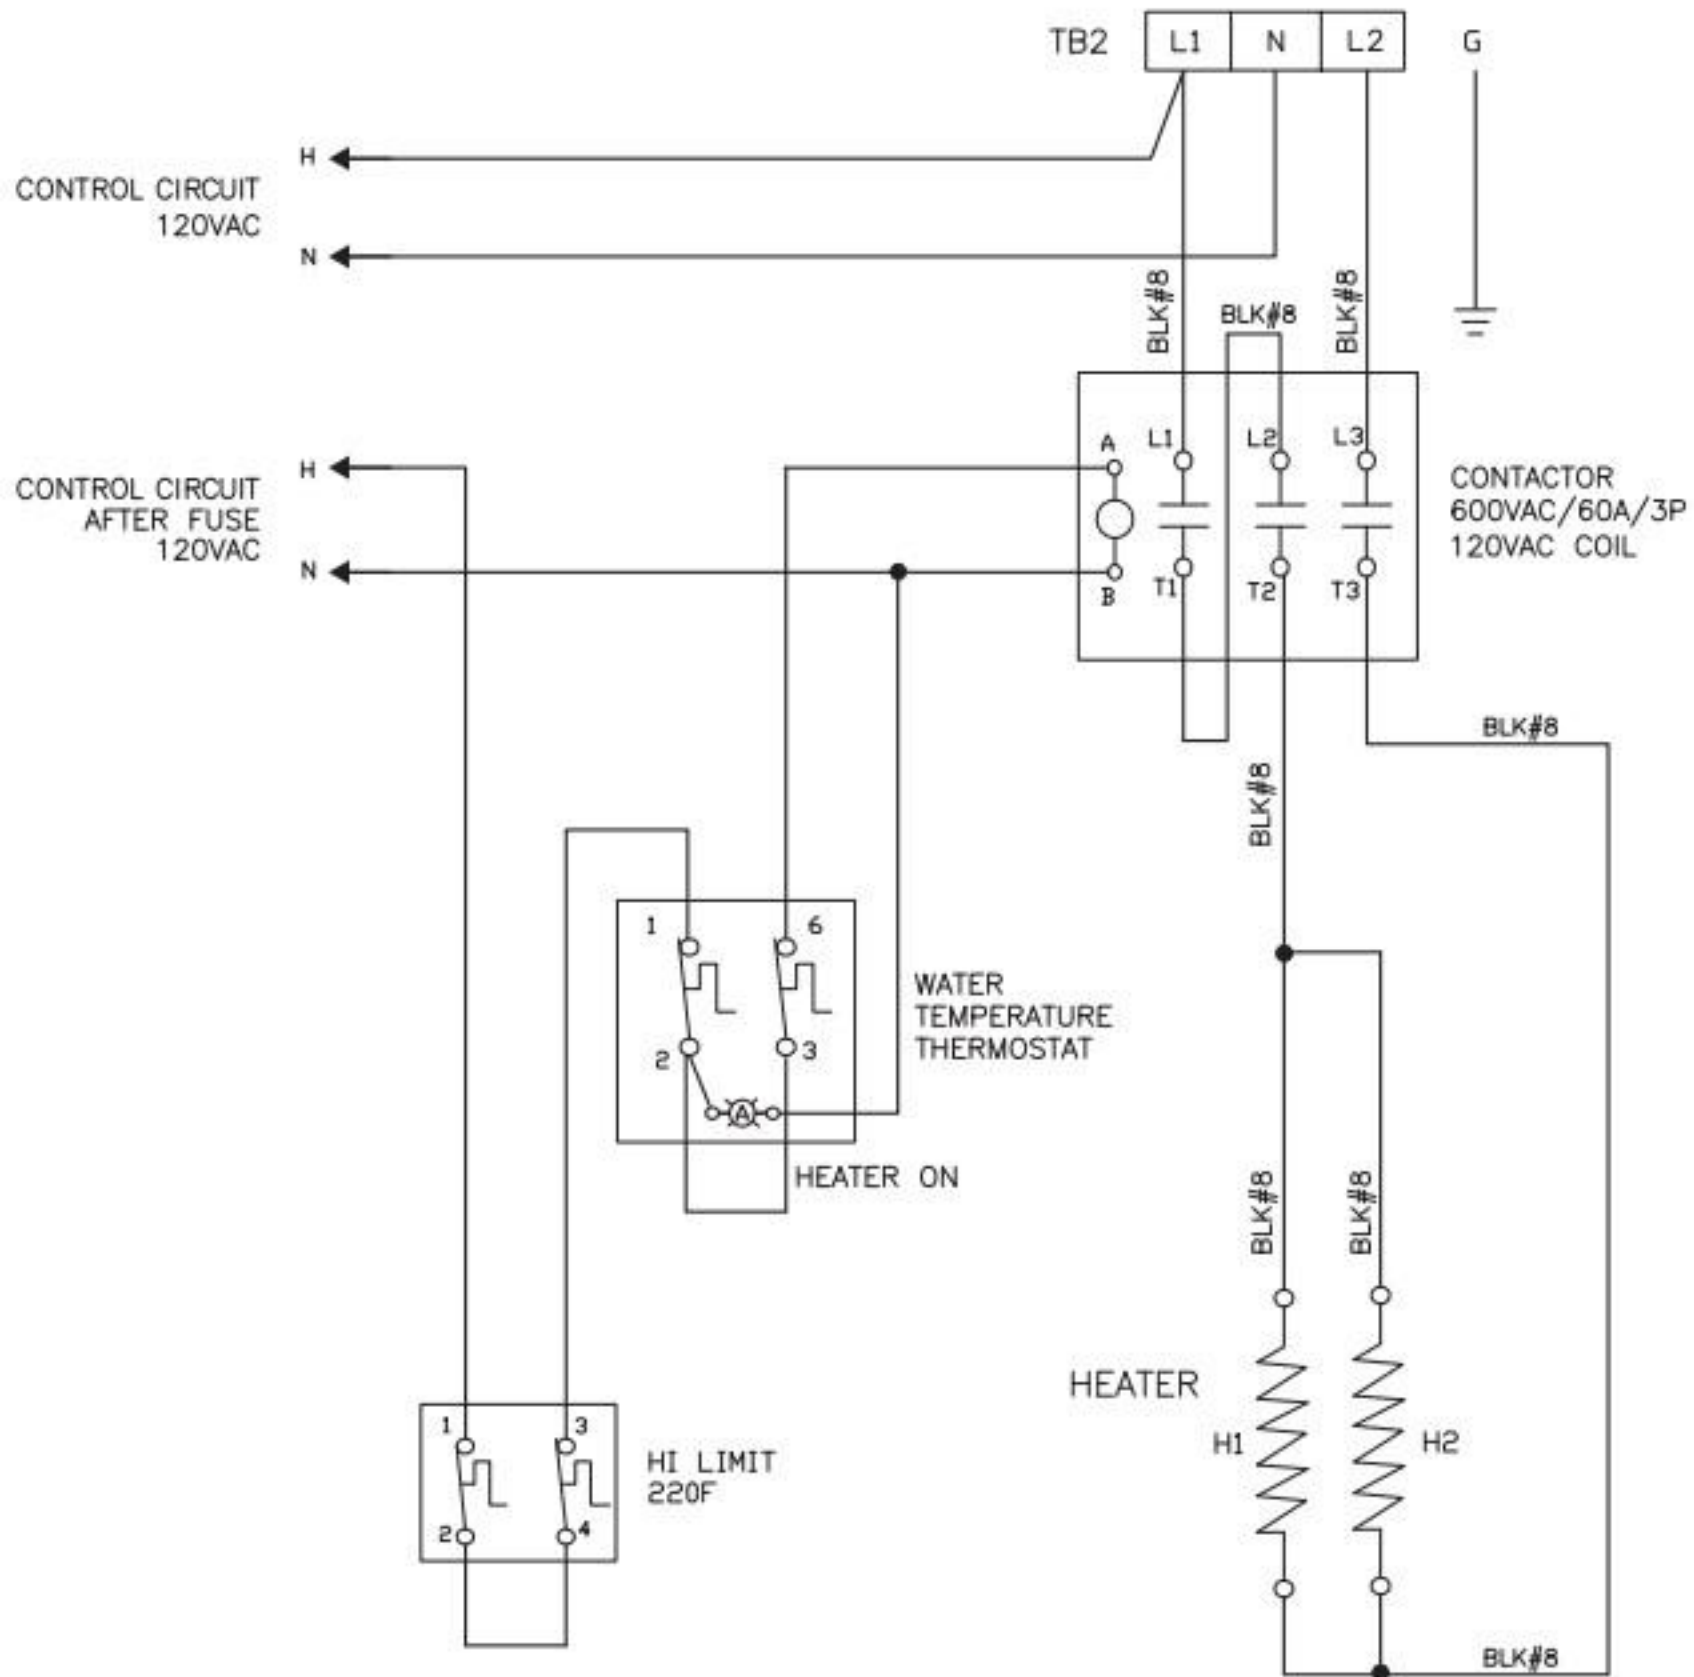 TB2 L1 N L2 G
H
CONTROL CIRCUIT
120VAC
N
BLK#8
BLK#8
BLK#8
A L1 L2 L3
H
CONTROL CIRCUIT
AFTER FUSE
120VAC
N
B T1 T2 T3
CONTACTOR
600VAC/60A/3P
120VAC COIL
BLK#8
BLK#8
1 6
2 3
A
WATER
TEMPERATURE
THERMOSTAT
HEATER ON
BLK#8
BLK#8
HEATER
H1
H2
1 3
2 4
HI LIMIT
220F
BLK#8